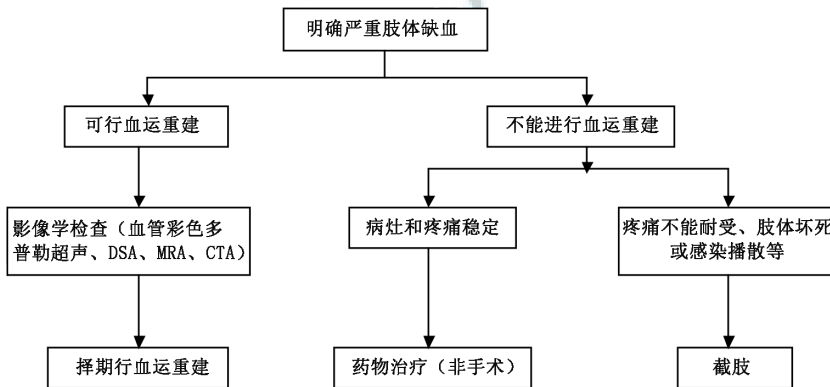 明确严重肢体缺血
可行血运重建
不能进行血运重建
影像学检查（血管彩色多
普勒超声、DSA、MRA、CTA）
病灶和疼痛稳定
疼痛不能耐受、肢体坏死
或感染播散等
择期行血运重建
药物治疗（非手术）
截肢